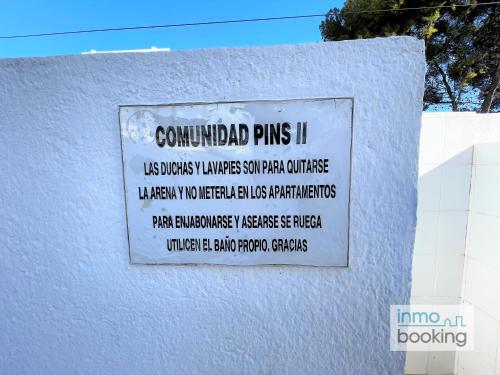 COMUNIDAD PINS II
LAS DUCHAS Y LAVAPIES SON PARA QUITARSE
LA ARENA Y NO METERLA EN LOS APARTAMENTOS
PARA ENJABONARSE Y ASEARSE SE RUEGA
UTILICEN EL BAÑO PROPIO. GRACIAS
inmo
booking